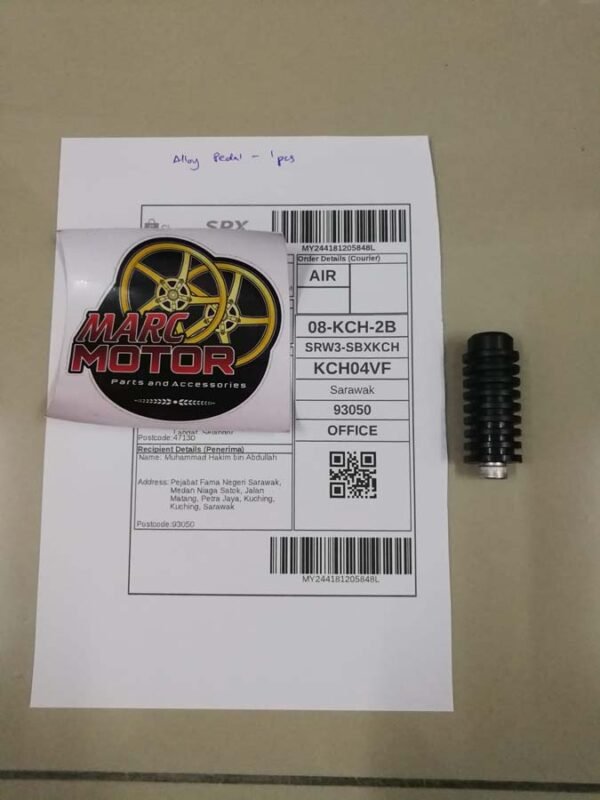 Alloy Pedal - 1pcs
SPX
MY244181205848L
Order Details (Courier)
AIR
08-KCH-2B
SRW3-SBXKCH
KCH04VF
Sarawak
93050
OFFICE
MARC
MOTOR
Parts and Accessories
Postcode:47130
Recipient Details (Penerima)
Name: Muhammad Hakim bin Abdullah
Address: Pejabat Fama Negeri Sarawak,
Medan Niaga Satok, Jalan
Matang, Petra Jaya, Kuching,
Kuching, Sarawak
Postcode:93050
MY244181205848L